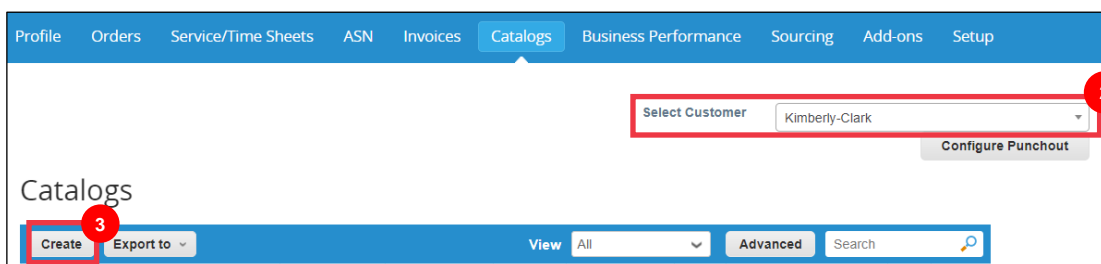 Profile Orders Service/Time Sheets ASN Invoices Catalogs Business Performance Sourcing Add-ons Setup
Select Customer Kimberly-Clark
Configure Punchout
Catalogs
3
Create Export to View All Advanced Search